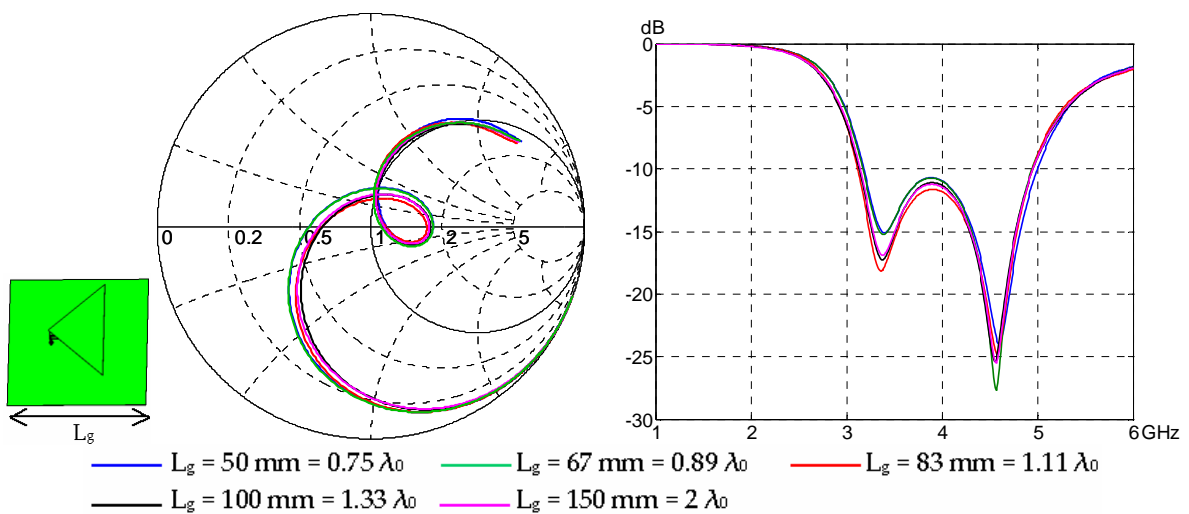 dB
0
-5
-10
-15
-20
-25
-30
1 2 3 4 5 6 GHz
0 0.2 0.5 1 2 5
Lg
Lg = 50 mm = 0.75 λ0
Lg = 67 mm = 0.89 λ0
Lg = 83 mm = 1.11 λ0
Lg = 100 mm = 1.33 λ0
Lg = 150 mm = 2 λ0